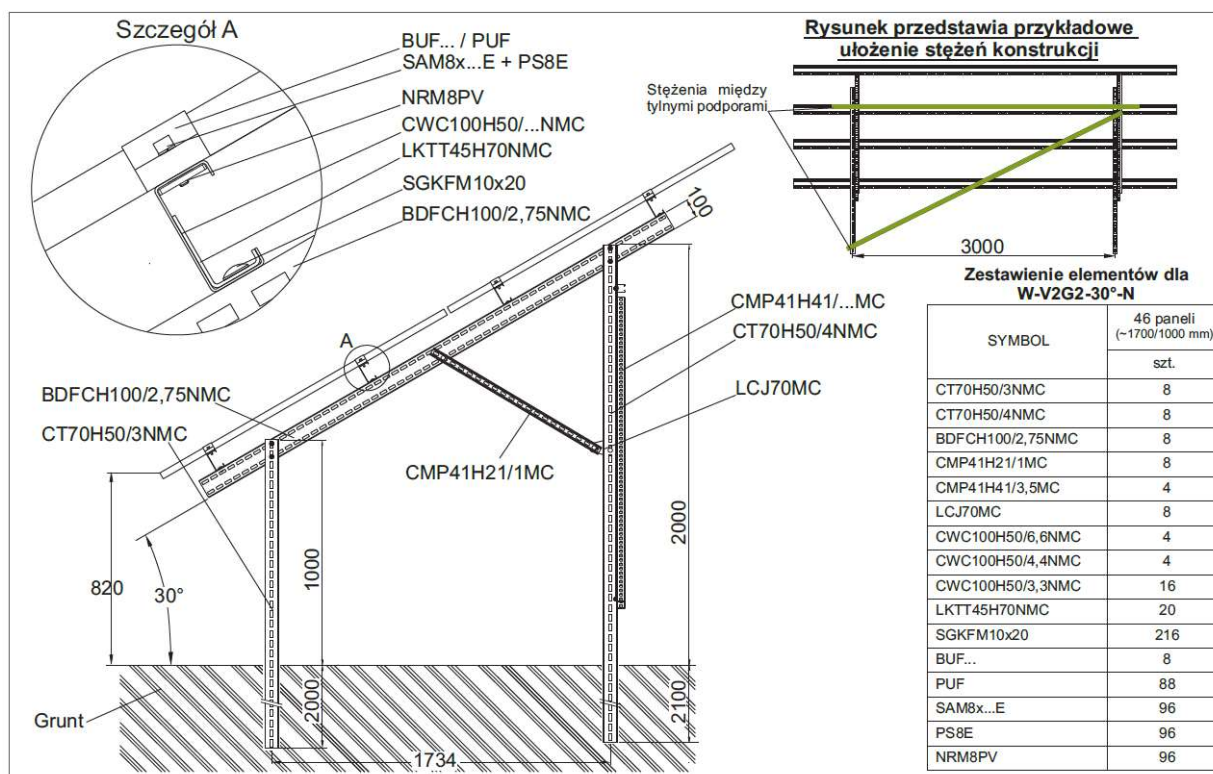 Szczegół A
BUF... / PUF
SAM8x...E + PS8E
NRM8PV
CWC100H50/...NMC
LKTT45H70NMC
SGKFM10x20
BDFCH100/2,75NMC
Rysunek przedstawia przykładowe
ułożenie stężeń konstrukcji
Stężenia między
tylnymi podporami
3000
100
A
CMP41H41/...MC
CT70H50/4NMC
LCJ70MC
BDFCH100/2,75NMC
CT70H50/3NMC
CMP41H21/1MC
820
30°
1000
2000
2000
2100
Grunt
1734
Zestawienie elementów dla
W-V2G2-30°-N
SYMBOL
46 paneli
(~1700/1000 mm)
szt.
CT70H50/3NMC 8
CT70H50/4NMC 8
BDFCH100/2,75NMC 8
CMP41H21/1MC 8
CMP41H41/3,5MC 4
LCJ70MC 8
CWC100H50/6,6NMC 4
CWC100H50/4,4NMC 4
CWC100H50/3,3NMC 16
LKTT45H70NMC 20
SGKFM10x20 216
BUF... 8
PUF 88
SAM8x...E 96
PS8E 96
NRM8PV 96